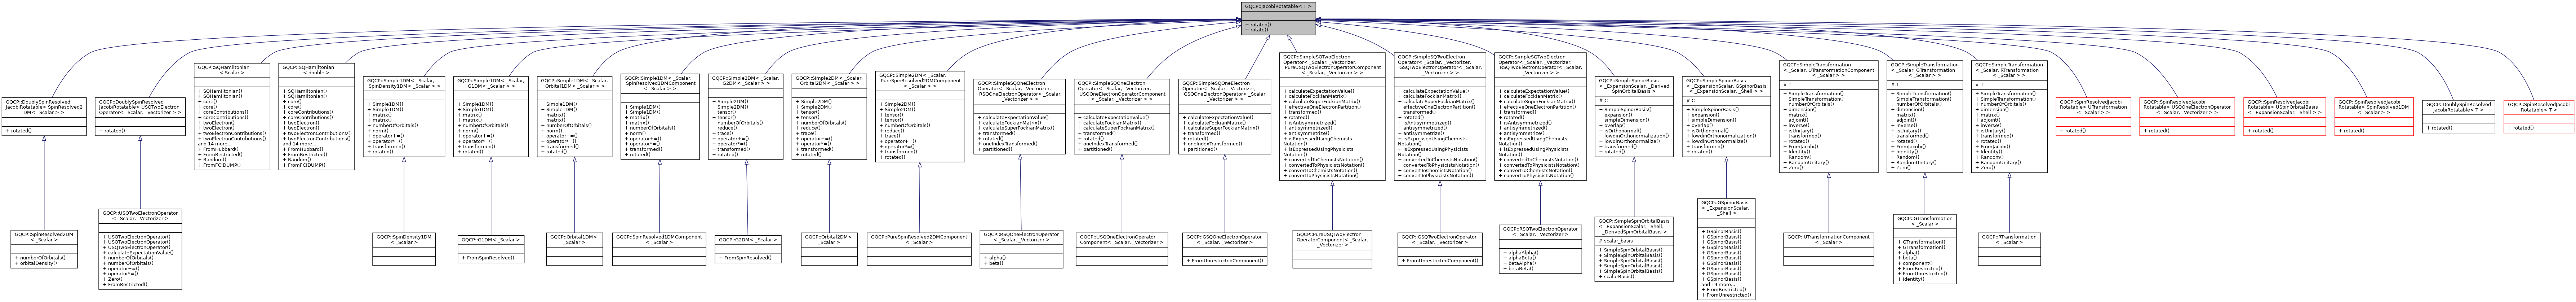 GQCP::JacobiRotatable< T >
+ rotated()
+ rotate()
GQCP::DoublySpinResolved
JacobiRotatable< SpinResolved2
DM< _Scalar > >
+ rotated()
GQCP::DoublySpinResolved
JacobiRotatable< USQTwoElectron
Operator< _Scalar, _Vectorizer > >
+ rotated()
GQCP::SQHamiltonian
< Scalar >
+ SQHamiltonian()
+ SQHamiltonian()
+ core()
+ core()
+ coreContributions()
+ coreContributions()
+ twoElectron()
+ twoElectron()
+ twoElectronContributions()
+ twoElectronContributions()
and 14 more...
+ FromHubbard()
+ FromRestricted()
+ Random()
+ FromFCIDUMP()
GQCP::SQHamiltonian
< double >
+ SQHamiltonian()
+ SQHamiltonian()
+ core()
+ core()
+ coreContributions()
+ coreContributions()
+ twoElectron()
+ twoElectron()
+ twoElectronContributions()
+ twoElectronContributions()
and 14 more...
+ FromHubbard()
+ FromRestricted()
+ Random()
+ FromFCIDUMP()
GQCP::Simple1DM< _Scalar,
SpinDensity1DM< _Scalar > >
+ Simple1DM()
+ Simple1DM()
+ matrix()
+ matrix()
+ numberOfOrbitals()
+ norm()
+ operator+=()
+ operator*=()
+ transformed()
+ rotated()
GQCP::Simple1DM< _Scalar,
G1DM< _Scalar > >
+ Simple1DM()
+ Simple1DM()
+ matrix()
+ matrix()
+ numberOfOrbitals()
+ norm()
+ operator+=()
+ operator*=()
+ transformed()
+ rotated()
GQCP::Simple1DM< _Scalar,
Orbital1DM< _Scalar > >
+ Simple1DM()
+ Simple1DM()
+ matrix()
+ matrix()
+ numberOfOrbitals()
+ norm()
+ operator+=()
+ operator*=()
+ transformed()
+ rotated()
GQCP::Simple1DM< _Scalar,
SpinResolved1DMComponent
< _Scalar > >
+ Simple1DM()
+ Simple1DM()
+ matrix()
+ matrix()
+ numberOfOrbitals()
+ norm()
+ operator+=()
+ operator*=()
+ transformed()
+ rotated()
GQCP::Simple2DM< _Scalar,
G2DM< _Scalar > >
+ Simple2DM()
+ Simple2DM()
+ tensor()
+ tensor()
+ numberOfOrbitals()
+ reduce()
+ trace()
+ operator+=()
+ operator*=()
+ transformed()
+ rotated()
GQCP::Simple2DM< _Scalar,
Orbital2DM< _Scalar > >
+ Simple2DM()
+ Simple2DM()
+ tensor()
+ tensor()
+ numberOfOrbitals()
+ reduce()
+ trace()
+ operator+=()
+ operator*=()
+ transformed()
+ rotated()
GQCP::Simple2DM< _Scalar,
PureSpinResolved2DMComponent
< _Scalar > >
+ Simple2DM()
+ Simple2DM()
+ tensor()
+ tensor()
+ numberOfOrbitals()
+ reduce()
+ trace()
+ operator+=()
+ operator*=()
+ transformed()
+ rotated()
GQCP::SimpleSQOneElectron
Operator< _Scalar, _Vectorizer,
RSQOneElectronOperator< _Scalar,
_Vectorizer > >
+ calculateExpectationValue()
+ calculateFockianMatrix()
+ calculateSuperFockianMatrix()
+ transformed()
+ rotated()
+ oneIndexTransformed()
+ partitioned()
GQCP::SimpleSQOneElectron
Operator< _Scalar, _Vectorizer,
USQOneElectronOperatorComponent
< _Scalar, _Vectorizer > >
+ calculateExpectationValue()
+ calculateFockianMatrix()
+ calculateSuperFockianMatrix()
+ transformed()
+ rotated()
+ oneIndexTransformed()
+ partitioned()
GQCP::SimpleSQOneElectron
Operator< _Scalar, _Vectorizer,
GSQOneElectronOperator< _Scalar,
_Vectorizer > >
+ calculateExpectationValue()
+ calculateFockianMatrix()
+ calculateSuperFockianMatrix()
+ transformed()
+ rotated()
+ oneIndexTransformed()
+ partitioned()
GQCP::SimpleSQTwoElectron
Operator< _Scalar, _Vectorizer,
PureUSQTwoElectronOperatorComponent
< _Scalar, _Vectorizer > >
+ calculateExpectationValue()
+ calculateFockianMatrix()
+ calculateSuperFockianMatrix()
+ effectiveOneElectronPartition()
+ transformed()
+ rotated()
+ isAntisymmetrized()
+ antisymmetrized()
+ antisymmetrize()
+ isExpressedUsingChemists
Notation()
+ isExpressedUsingPhysicists
Notation()
+ convertedToChemistsNotation()
+ convertedToPhysicistsNotation()
+ convertToChemistsNotation()
+ convertToPhysicistsNotation()
GQCP::SimpleSQTwoElectron
Operator< _Scalar, _Vectorizer,
GSQTwoElectronOperator< _Scalar,
_Vectorizer > >
+ calculateExpectationValue()
+ calculateFockianMatrix()
+ calculateSuperFockianMatrix()
+ effectiveOneElectronPartition()
+ transformed()
+ rotated()
+ isAntisymmetrized()
+ antisymmetrized()
+ antisymmetrize()
+ isExpressedUsingChemists
Notation()
+ isExpressedUsingPhysicists
Notation()
+ convertedToChemistsNotation()
+ convertedToPhysicistsNotation()
+ convertToChemistsNotation()
+ convertToPhysicistsNotation()
GQCP::SimpleSQTwoElectron
Operator< _Scalar, _Vectorizer,
RSQTwoElectronOperator< _Scalar,
_Vectorizer > >
+ calculateExpectationValue()
+ calculateFockianMatrix()
+ calculateSuperFockianMatrix()
+ effectiveOneElectronPartition()
+ transformed()
+ rotated()
+ isAntisymmetrized()
+ antisymmetrized()
+ antisymmetrize()
+ isExpressedUsingChemists
Notation()
+ isExpressedUsingPhysicists
Notation()
+ convertedToChemistsNotation()
+ convertedToPhysicistsNotation()
+ convertToChemistsNotation()
+ convertToPhysicistsNotation()
GQCP::SimpleSpinorBasis
< _ExpansionScalar, _Derived
SpinOrbitalBasis >
# C
+ SimpleSpinorBasis()
+ expansion()
+ simpleDimension()
+ overlap()
+ isOrthonormal()
+ lowdinOrthonormalization()
+ lowdinOrthonormalize()
+ transformed()
+ rotated()
GQCP::SimpleSpinorBasis
< _ExpansionScalar, GSpinorBasis
< _ExpansionScalar, _Shell > >
# C
+ SimpleSpinorBasis()
+ expansion()
+ simpleDimension()
+ overlap()
+ isOrthonormal()
+ lowdinOrthonormalization()
+ lowdinOrthonormalize()
+ transformed()
+ rotated()
GQCP::SimpleTransformation
< _Scalar, UTransformationComponent
< _Scalar > >
# T
+ SimpleTransformation()
+ SimpleTransformation()
+ numberOfOrbitals()
+ dimension()
+ matrix()
+ adjoint()
+ inverse()
+ isUnitary()
+ transformed()
+ rotated()
+ FromJacobi()
+ Identity()
+ Random()
+ RandomUnitary()
+ Zero()
GQCP::SimpleTransformation
< _Scalar, GTransformation
< _Scalar > >
# T
+ SimpleTransformation()
+ SimpleTransformation()
+ numberOfOrbitals()
+ dimension()
+ matrix()
+ adjoint()
+ inverse()
+ isUnitary()
+ transformed()
+ rotated()
+ FromJacobi()
+ Identity()
+ Random()
+ RandomUnitary()
+ Zero()
GQCP::SimpleTransformation
< _Scalar, RTransformation
< _Scalar > >
# T
+ SimpleTransformation()
+ SimpleTransformation()
+ numberOfOrbitals()
+ dimension()
+ matrix()
+ adjoint()
+ inverse()
+ isUnitary()
+ transformed()
+ rotated()
+ FromJacobi()
+ Identity()
+ Random()
+ RandomUnitary()
+ Zero()
GQCP::SpinResolvedJacobi
Rotatable< UTransformation
< _Scalar > >
+ rotated()
GQCP::SpinResolvedJacobi
Rotatable< USQOneElectronOperator
< _Scalar, _Vectorizer > >
+ rotated()
GQCP::SpinResolvedJacobi
Rotatable< USpinOrbitalBasis
< _ExpansionScalar, _Shell > >
+ rotated()
GQCP::SpinResolvedJacobi
Rotatable< SpinResolved1DM
< _Scalar > >
+ rotated()
GQCP::DoublySpinResolved
JacobiRotatable< T >
+ rotated()
GQCP::SpinResolvedJacobi
Rotatable< T >
+ rotated()
GQCP::SpinResolved2DM
< _Scalar >
+ numberOfOrbitals()
+ orbitalDensity()
GQCP::USQTwoElectronOperator
< _Scalar, _Vectorizer >
+ USQTwoElectronOperator()
+ USQTwoElectronOperator()
+ USQTwoElectronOperator()
+ calculateExpectationValue()
+ numberOfOrbitals()
+ numberOfOrbitals()
+ operator+=()
+ operator*=()
+ Zero()
+ FromRestricted()
GQCP::SpinDensity1DM
< _Scalar >
GQCP::G1DM< _Scalar >
+ FromSpinResolved()
GQCP::Orbital1DM<
_Scalar >
GQCP::SpinResolved1DMComponent
< _Scalar >
GQCP::G2DM< _Scalar >
+ FromSpinResolved()
GQCP::Orbital2DM<
_Scalar >
GQCP::PureSpinResolved2DMComponent
< _Scalar >
GQCP::RSQOneElectronOperator
< _Scalar, _Vectorizer >
+ alpha()
+ beta()
GQCP::USQOneElectronOperator
Component< _Scalar, _Vectorizer >
GQCP::GSQOneElectronOperator
< _Scalar, _Vectorizer >
+ FromUnrestrictedComponent()
GQCP::PureUSQTwoElectron
OperatorComponent< _Scalar,
_Vectorizer >
GQCP::GSQTwoElectronOperator
< _Scalar, _Vectorizer >
+ FromUnrestrictedComponent()
GQCP::RSQTwoElectronOperator
< _Scalar, _Vectorizer >
+ alphaAlpha()
+ alphaBeta()
+ betaAlpha()
+ betaBeta()
GQCP::SimpleSpinOrbitalBasis
< _ExpansionScalar, _Shell,
_DerivedSpinOrbitalBasis >
# scalar_basis
+ SimpleSpinOrbitalBasis()
+ SimpleSpinOrbitalBasis()
+ SimpleSpinOrbitalBasis()
+ SimpleSpinOrbitalBasis()
+ SimpleSpinOrbitalBasis()
+ scalarBasis()
GQCP::GSpinorBasis
< _ExpansionScalar,
_Shell >
+ GSpinorBasis()
+ GSpinorBasis()
+ GSpinorBasis()
+ GSpinorBasis()
+ GSpinorBasis()
+ GSpinorBasis()
+ GSpinorBasis()
+ GSpinorBasis()
+ GSpinorBasis()
+ GSpinorBasis()
and 19 more...
+ FromRestricted()
+ FromUnrestricted()
GQCP::UTransformationComponent
< _Scalar >
GQCP::GTransformation
< _Scalar >
+ GTransformation()
+ GTransformation()
+ alpha()
+ beta()
+ component()
+ FromRestricted()
+ FromUnrestricted()
+ Identity()
GQCP::RTransformation
< _Scalar >